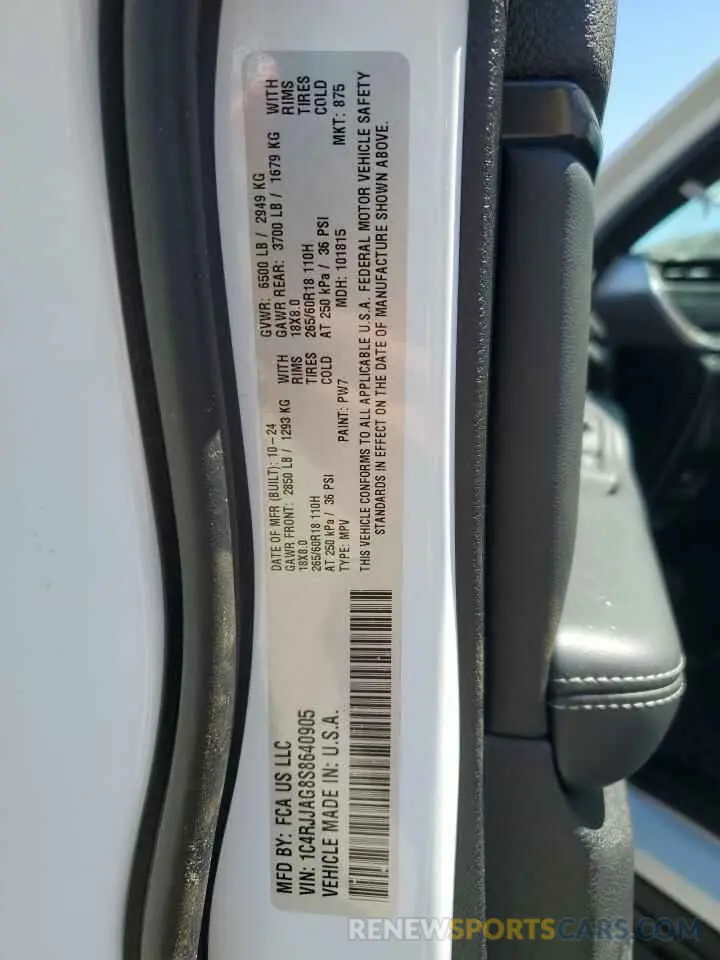 MFD BY: FCA US LLC
DATE OF MFR (BUILT): 10-24
GVWR: 6500 LB / 2949 KG
GAWR FRONT: 2850 LB / 1293 KG WITH
GAWR REAR: 3700 LB / 1679 KG WITH
18X8.0 RIMS
18X8.0 RIMS
265/60R18 110H TIRES
265/60R18 110H TIRES
AT 250 kPa / 36 PSI COLD
AT 250 kPa / 36 PSI COLD
VIN: 1C4RJJAG8S8640905
TYPE: MPV
PAINT: PW7
MDH: 101815
MKT: 875
VEHICLE MADE IN: U.S.A.
THIS VEHICLE CONFORMS TO ALL APPLICABLE U.S.A. FEDERAL MOTOR VEHICLE SAFETY
STANDARDS IN EFFECT ON THE DATE OF MANUFACTURE SHOWN ABOVE.
RENEWSPORTSCARS.COM